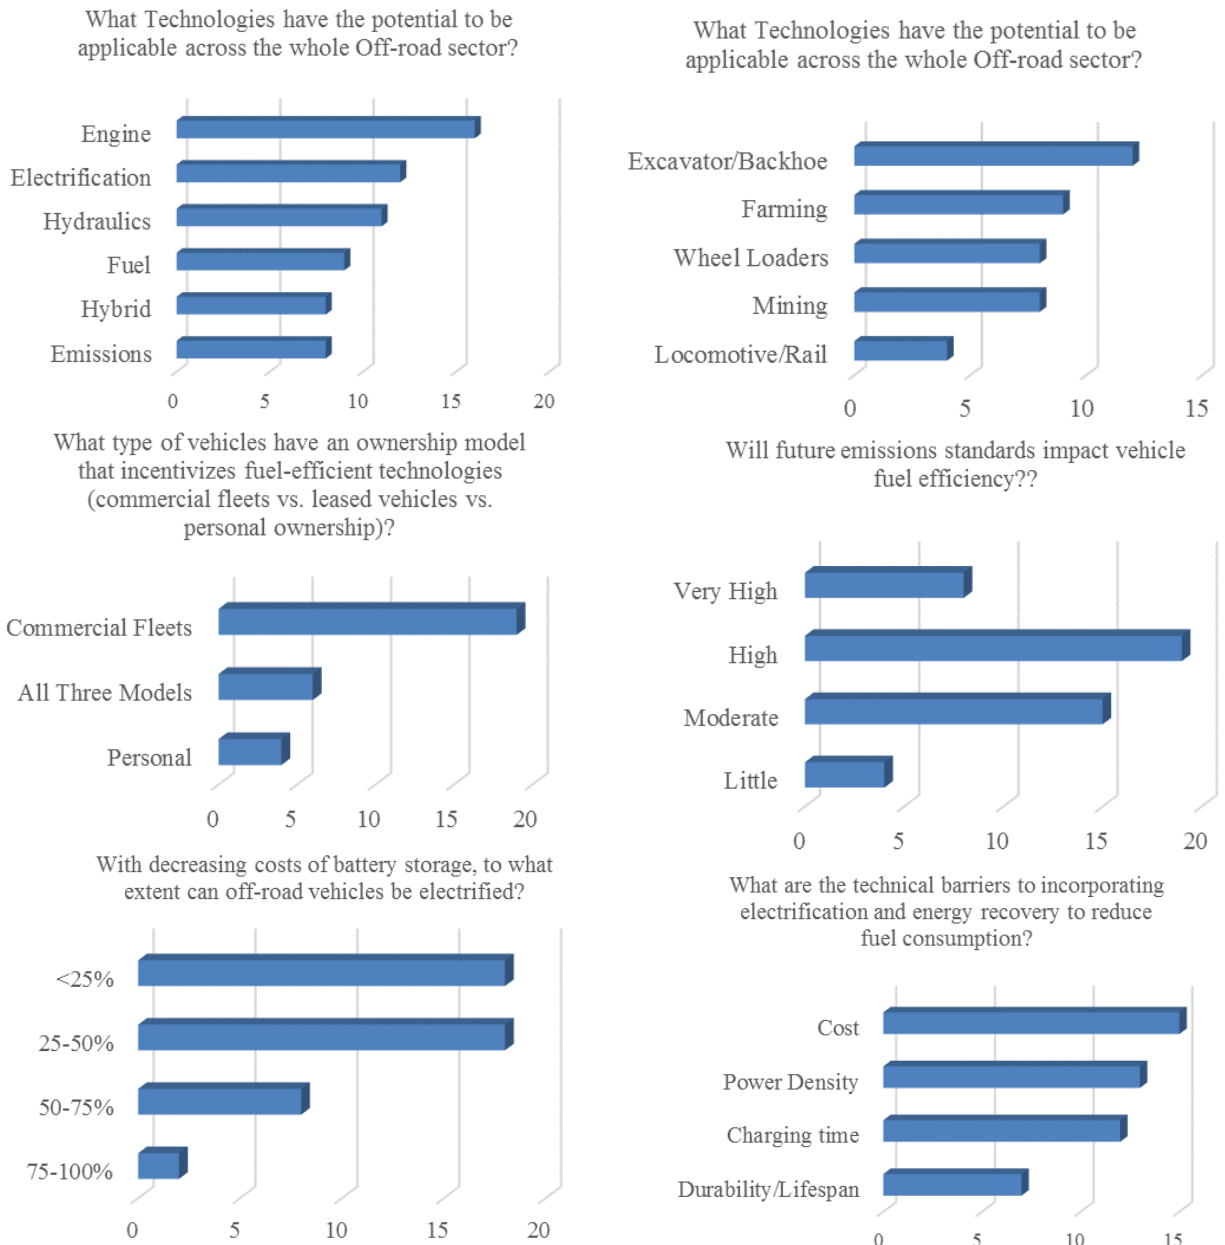 What Technologies have the potential to be
applicable across the whole Off-road sector?
Engine
Electrification
Hydraulics
Fuel
Hybrid
Emissions
0 5 10 15 20
What Technologies have the potential to be
applicable across the whole Off-road sector?
Excavator/Backhoe
Farming
Wheel Loaders
Mining
Locomotive/Rail
0 5 10 15
What type of vehicles have an ownership model
that incentivizes fuel-efficient technologies
(commercial fleets vs. leased vehicles vs.
personal ownership)?
Commercial Fleets
All Three Models
Personal
0 5 10 15 20
Will future emissions standards impact vehicle
fuel efficiency??
Very High
High
Moderate
Little
0 5 10 15 20
With decreasing costs of battery storage, to what
extent can off-road vehicles be electrified?
<25%
25-50%
50-75%
75-100%
0 5 10 15 20
What are the technical barriers to incorporating
electrification and energy recovery to reduce
fuel consumption?
Cost
Power Density
Charging time
Durability/Lifespan
0 5 10 15